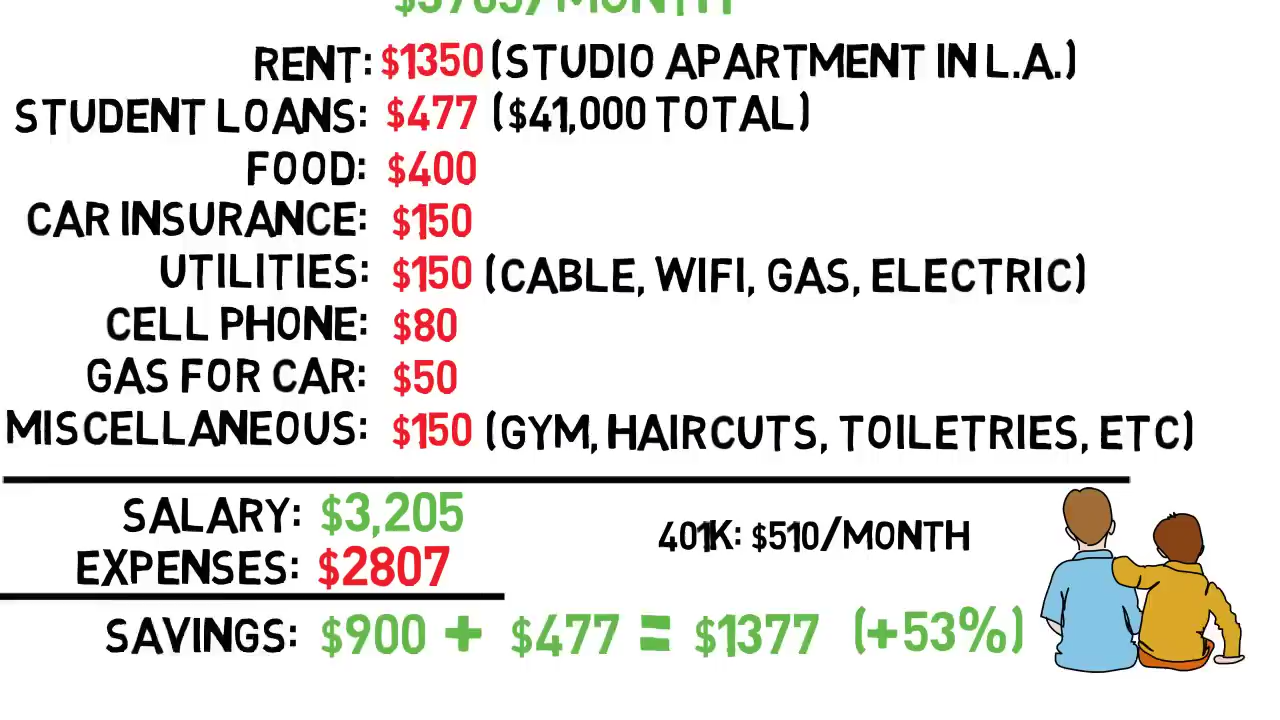 RENT: $1350 (STUDIO APARTMENT IN L.A.)
STUDENT LOANS: $477 ($41,000 TOTAL)
FOOD: $400
CAR INSURANCE: $150
UTILITIES: $150 (CABLE, WIFI, GAS, ELECTRIC)
CELL PHONE: $80
GAS FOR CAR: $50
MISCELLANEOUS: $150 (GYM, HAIRCUTS, TOILETRIES, ETC)
SALARY: $3,205
401K: $510/MONTH
EXPENSES: $2807
SAVINGS: $900 + $477 = $1377 (+53%)